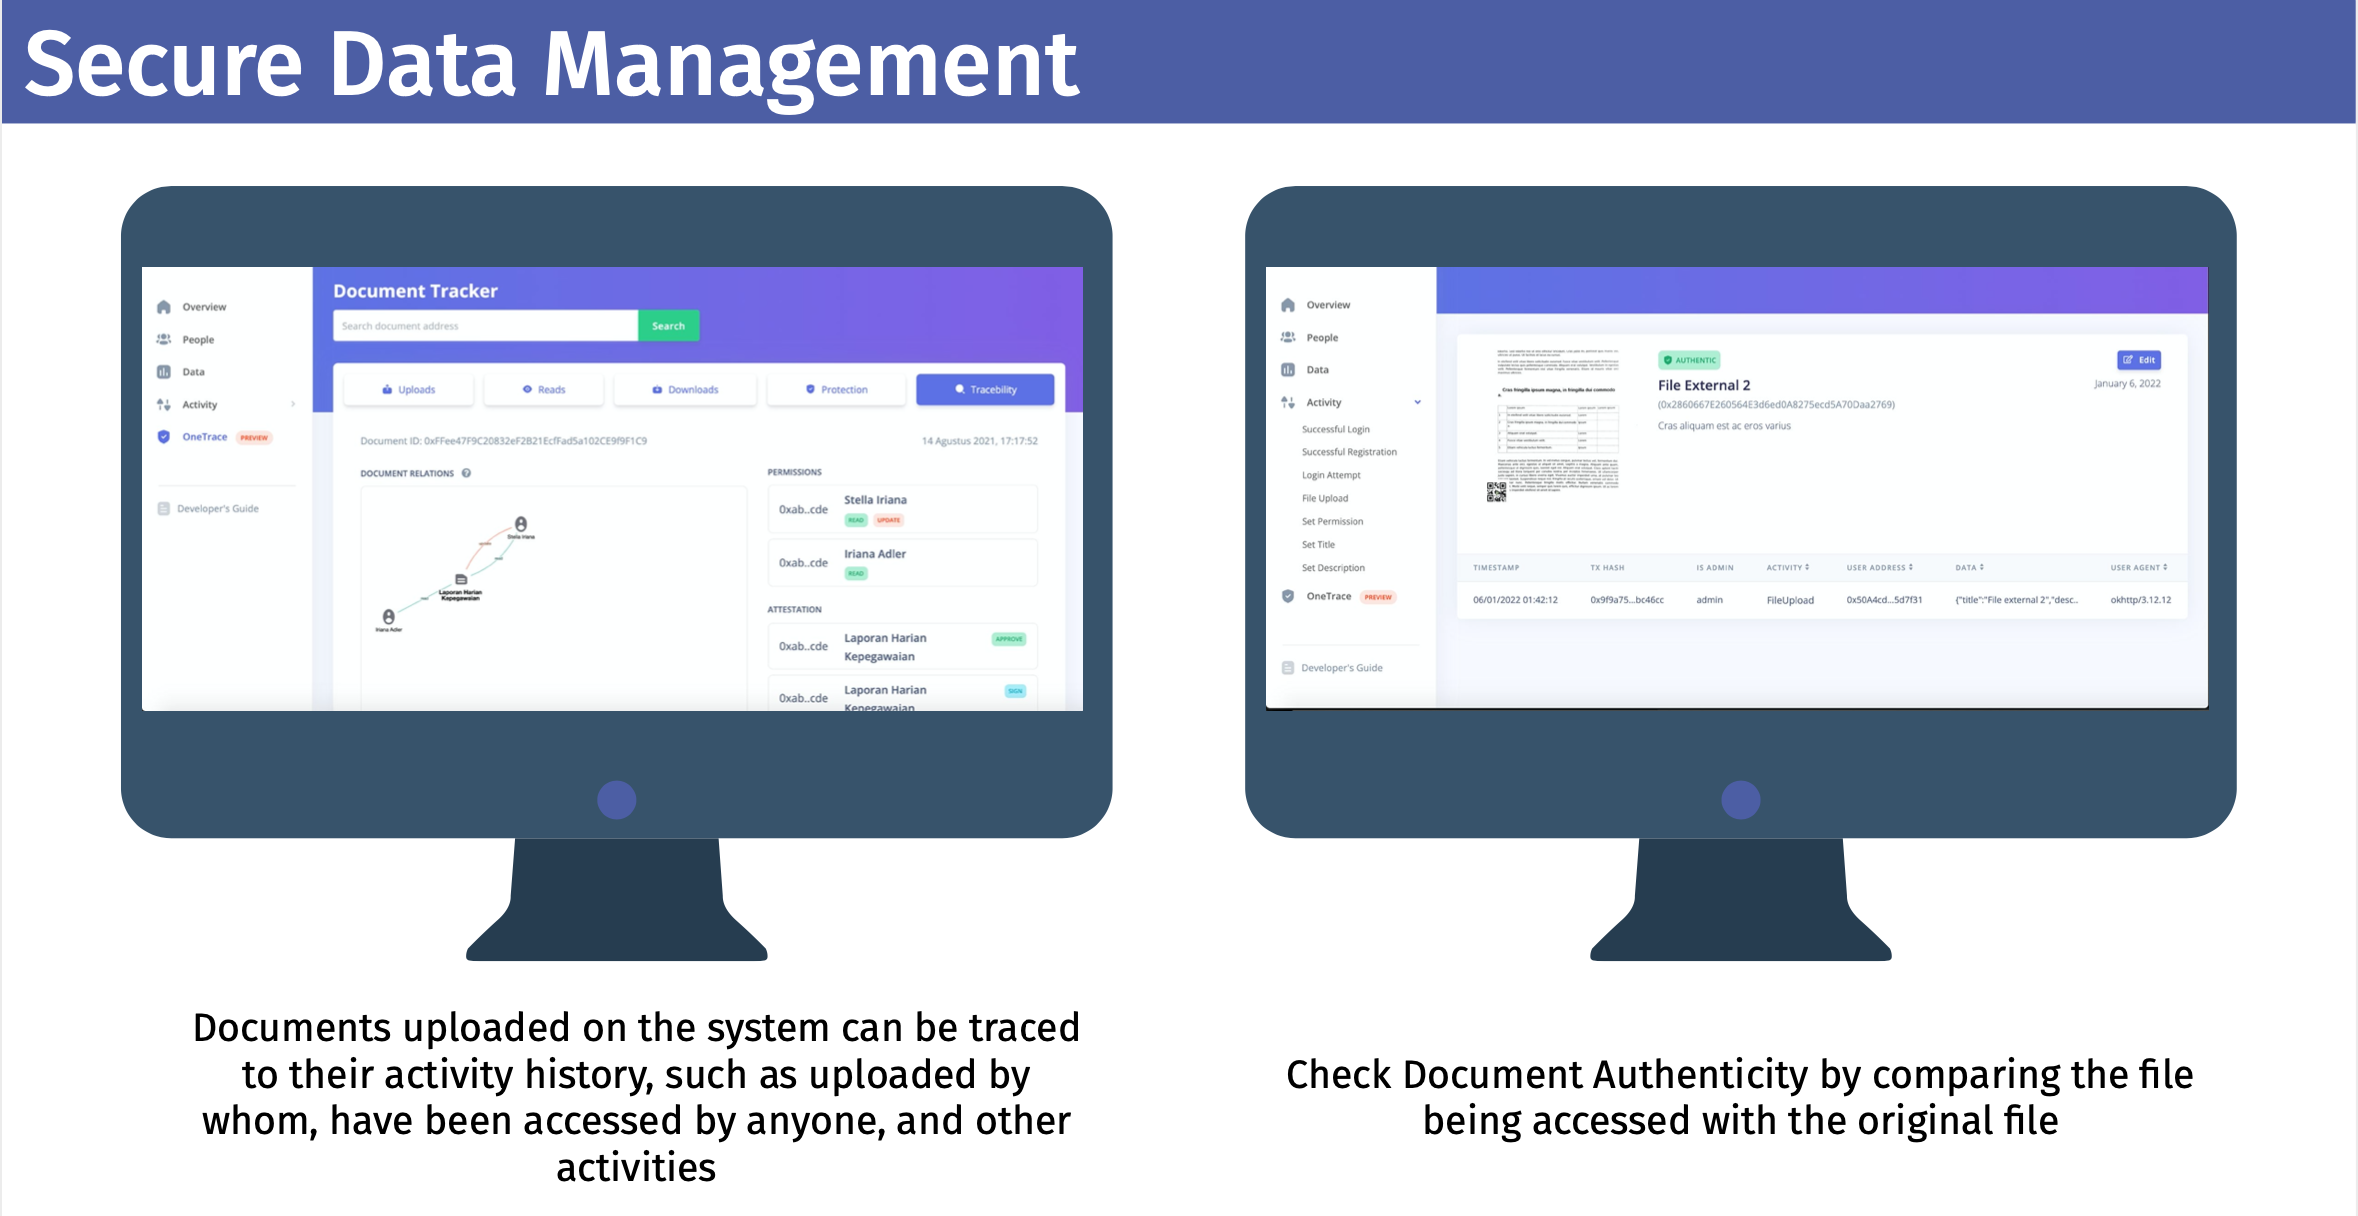 Secure Data Management
Overview
People
Data
Activity
OneTrace PREVIEW
Developer's Guide
Document Tracker
Search document address Search
Uploads Reads Downloads Protection Tracebility
Document ID: 0xFFee47F9C20832eF2B21EcfFad5a102CE9f9F1C9 14 Agustus 2021, 17:17:52
DOCUMENT RELATIONS
Stella Iriana
Laporan Harian
Kepegawaian
Iriana Adler
PERMISSIONS
0xab..cde Stella Iriana
READ UPDATE
0xab..cde Iriana Adler
READ
ATTESTATION
0xab..cde Laporan Harian
Kepegawaian APPROVE
0xab..cde Laporan Harian
Kepegawaian SIGN
Documents uploaded on the system can be traced
to their activity history, such as uploaded by
whom, have been accessed by anyone, and other
activities
Overview
People
Data
Activity
Successful Login
Successful Registration
Login Attempt
File Upload
Set Permission
Set Title
Set Description
OneTrace PREVIEW
Developer's Guide
Cras fringilla ipsum magna, in fringilla dui commodo
AUTHENTIC
Edit
File External 2
January 6, 2022
(0x2860667E260564E3d6ed0A8275ecd5A70Daa2769)
Cras aliquam est ac eros varius
TIMESTAMP TX HASH IS ADMIN ACTIVITY USER ADDRESS DATA USER AGENT
06/01/2022 01:42:12 0x9f9a75...bc46cc admin FileUpload 0x50A4cd...5d7f31 {"title":"File external 2","desc.. okhttp/3.12.12
Check Document Authenticity by comparing the file
being accessed with the original file